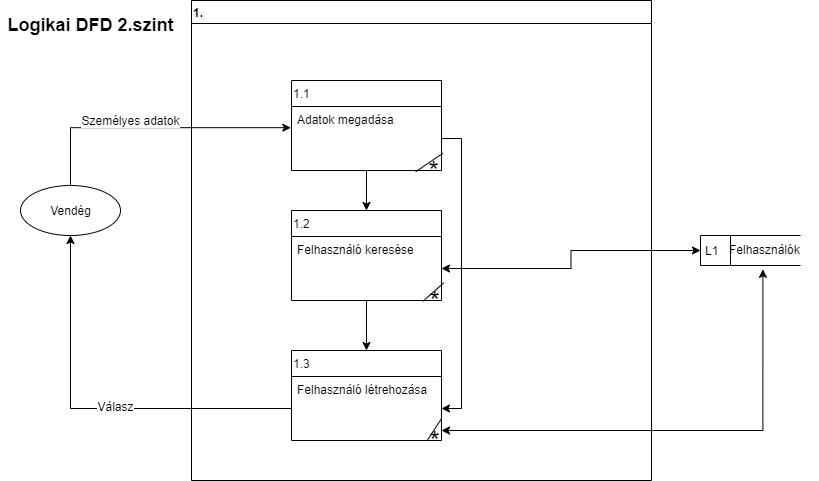 Logikai DFD 2.szint
1.
1.1
Adatok megadása
*
Személyes adatok
Vendég
1.2
Felhasználó keresése
*
L1
Felhasználók
1.3
Felhasználó létrehozása
*
Válasz